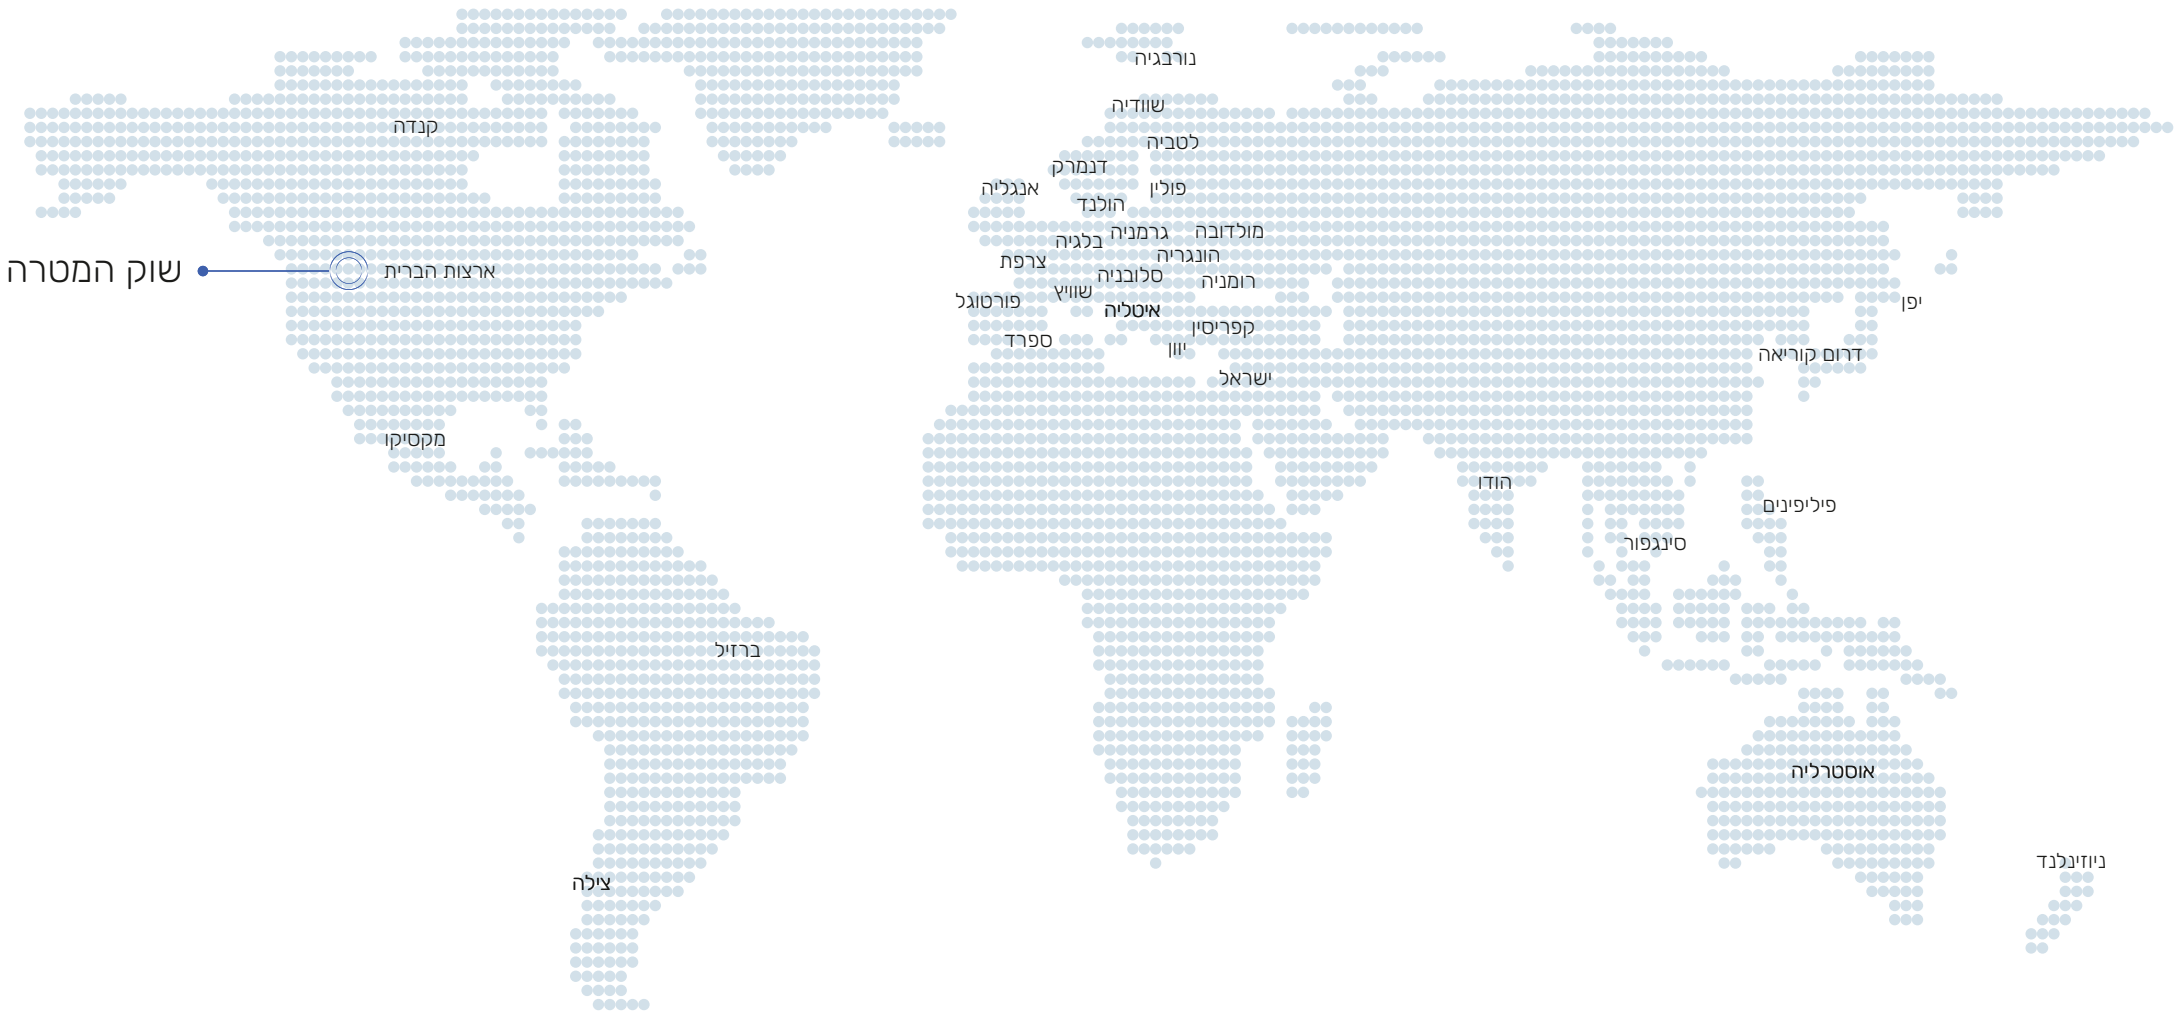 נורבגיה
שוודיה
קנדה
לטביה
דנמרק
פולין
אנגליה
הולנד
מולדובה
גרמניה
בלגיה
הונגריה
צרפת
שוק המטרה
ארצות הברית
סלובניה
רומניה
שוויץ
פורטוגל
יפן
איטליה
קפריסין
ספרד
יוון
דרום קוריאה
ישראל
מקסיקו
הודו
פיליפינים
סינגפור
ברזיל
אוסטרליה
ניוזינלנד
צילה